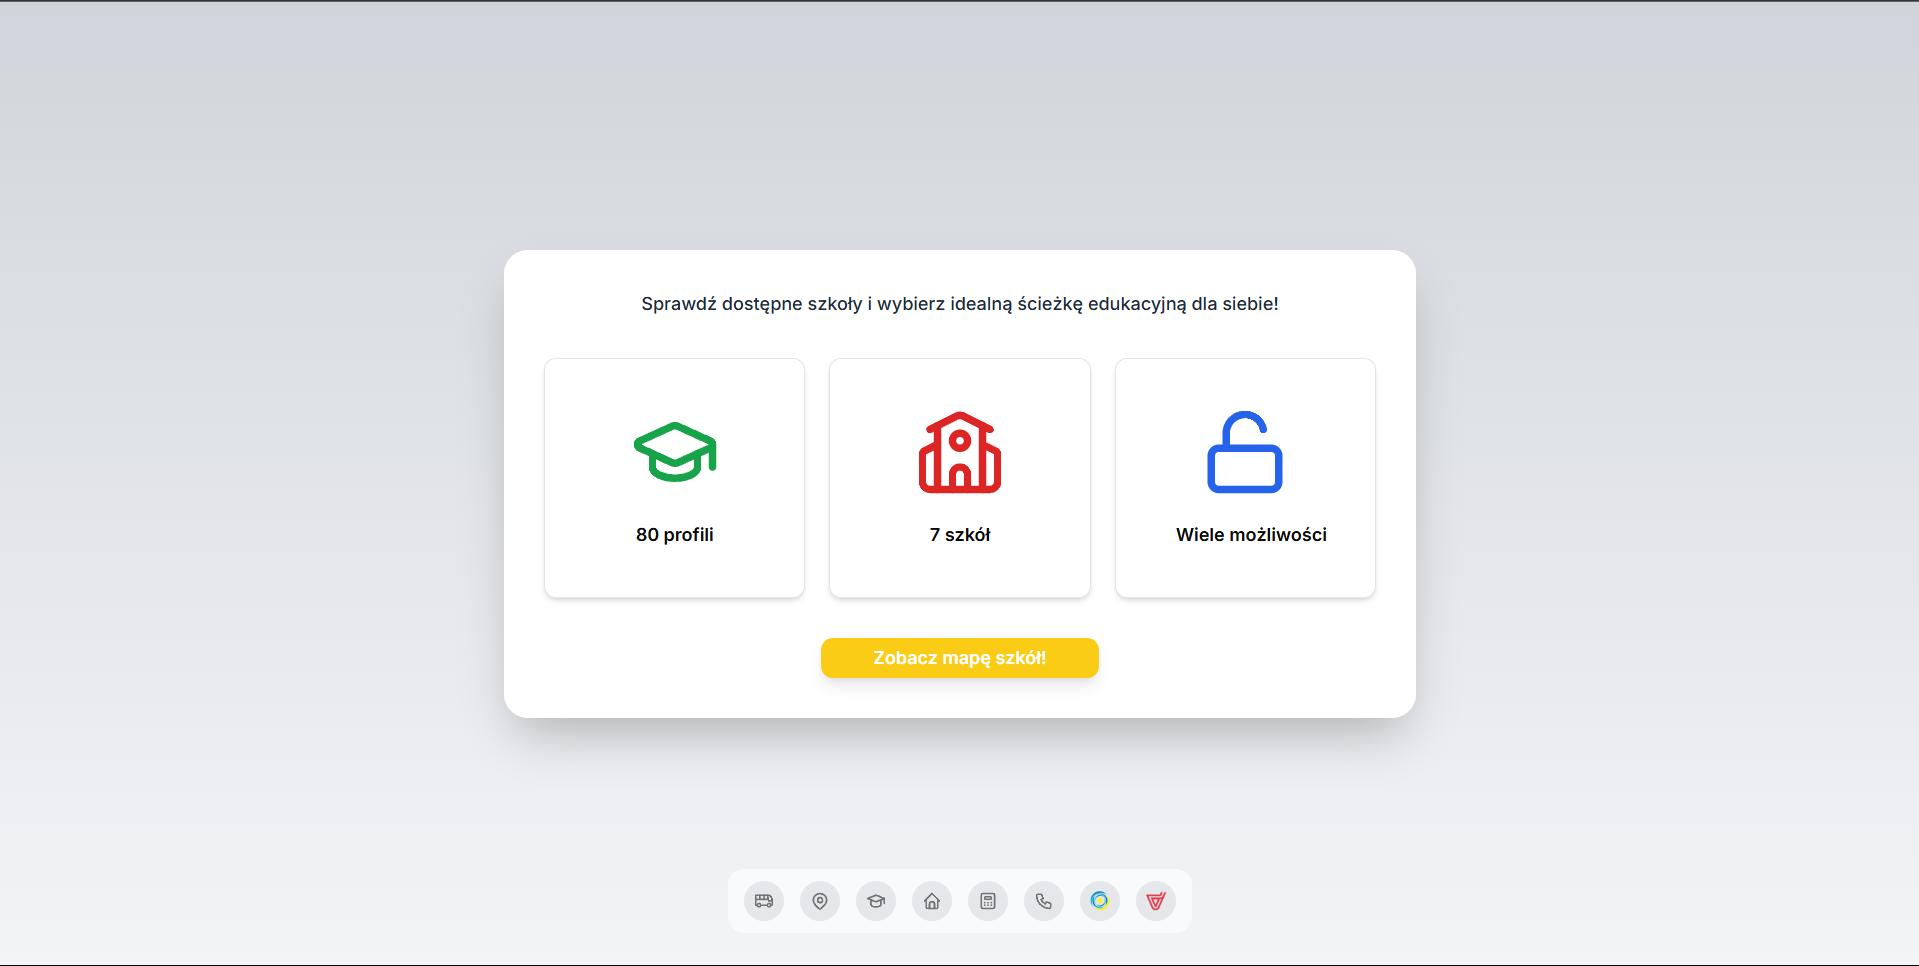 Sprawdź dostępne szkoły i wybierz idealną ścieżkę edukacyjną dla siebie!
80 profili
7 szkół
Wiele możliwości
Zobacz mapę szkół!